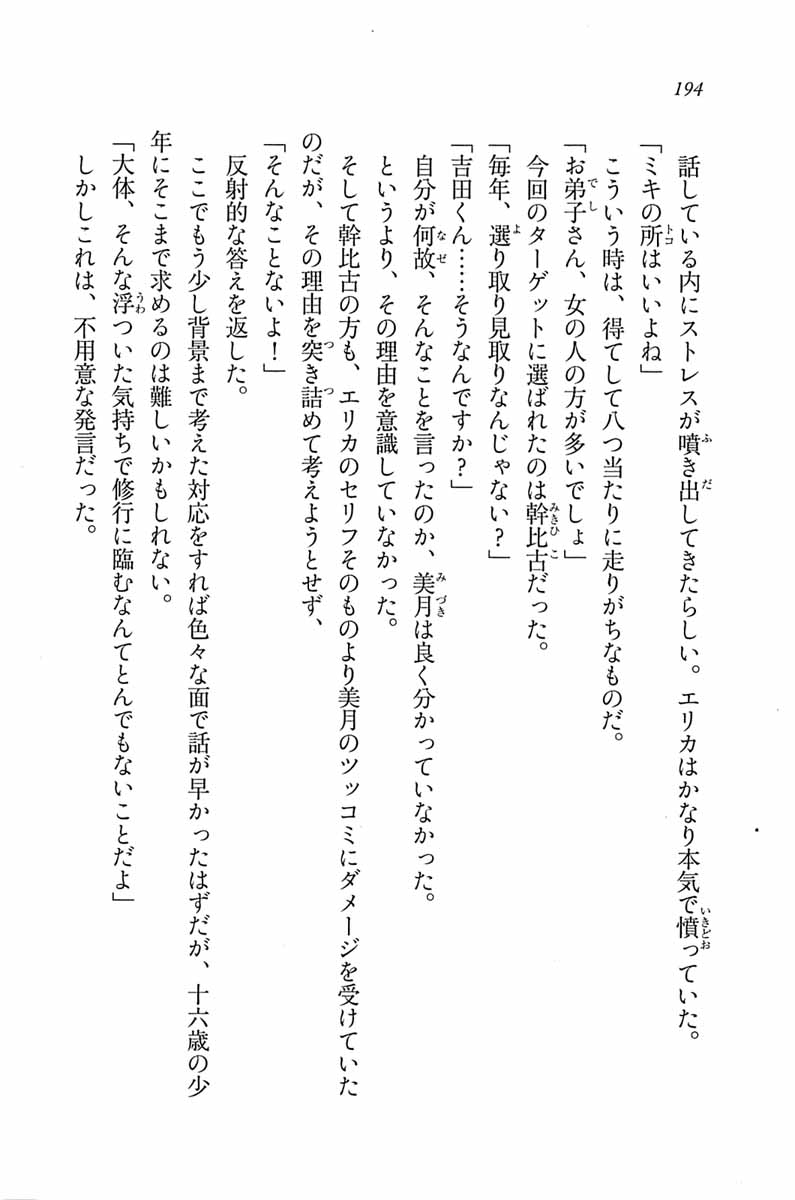 194
話している内にストレスが噴き出してきたらしい。エリカはかなり本気で憤っていた。
「ミキの所はいいよね」
こういう時は、得てして八つ当たりに走りがちなものだ。
「お弟子さん、女の人の方が多いでしょ」
今回のターゲットに選ばれたのは幹比古だった。
「毎年、選り取り見取りなんじゃない？」
「吉田くん……そうなんですか？」
自分が何故、そんなことを言ったのか、美月は良く分かっていなかった。
というより、その理由を意識していなかった。
そして幹比古の方も、エリカのセリフそのものより美月のツッコミにダメージを受けていた
のだが、その理由を突き詰めて考えようとせず、
「そんなことないよ！」
反射的な答えを返した。
ここでもう少し背景まで考えた対応をすれば色々な面で話が早かったはずだが、十六歳の少
年にそこまで求めるのは難しいかもしれない。
「大体、そんな浮ついた気持ちで修行に臨むなんてとんでもないことだよ」
しかしこれは、不用意な発言だった。